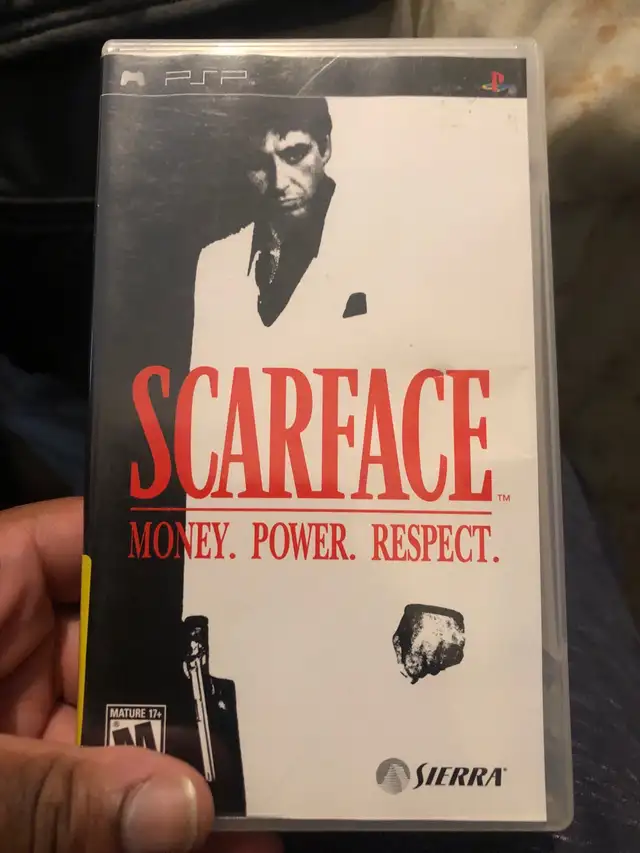 PSP
SCARFACE™
MONEY. POWER. RESPECT.
MATURE 17+
M
SIERRA®